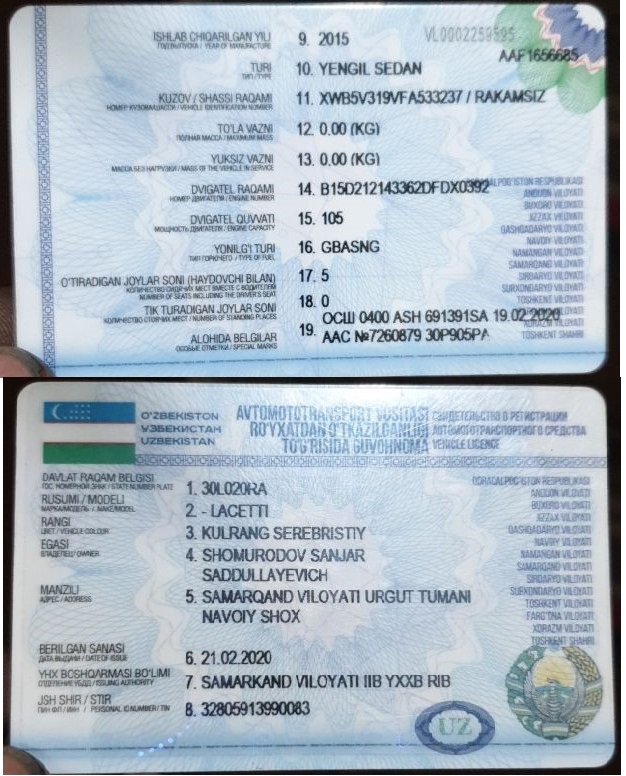 ISHLAB CHIQARILGAN YILI 9. 2015 VL0002259595
ГОД ВЫПУСКА / YEAR OF MANUFACTURE
AAF1656685
TURI 10. YENGIL SEDAN
ТИП / TYPE
KUZOV / SHASSI RAQAMI 11. XWB5V319VFA533237 / RAKAMSIZ
НОМЕР КУЗОВА/ШАССИ / VEHICLE IDENTIFICATION NUMBER
TO'LA VAZNI 12. 0.00 (KG)
ПОЛНАЯ МАССА / MAXIMUM MASS
YUKSIZ VAZNI 13. 0.00 (KG)
МАССА БЕЗ НАГРУЗКИ / MASS OF THE VEHICLE IN SERVICE
DVIGATEL RAQAMI 14. B15D212143362DFDX0392
НОМЕР ДВИГАТЕЛЯ / ENGINE NUMBER
QORAQALPOG'ISTON RESPUBLIKASI
ANDIJON VILOYATI
BUXORO VILOYATI
DVIGATEL QUVVATI 15. 105 JIZZAX VILOYATI
МОЩНОСТЬ ДВИГАТЕЛЯ / ENGINE CAPACITY QASHQADARYO VILOYATI
NAVOIY VILOYATI
YONILG'I TURI 16. GBASNG NAMANGAN VILOYATI
ТИП ГОРЮЧЕГО / TYPE OF FUEL SAMARQAND VILOYATI
O'TIRADIGAN JOYLAR SONI (HAYDOVCHI BILAN) 17. 5 SIRDARYO VILOYATI
КОЛИЧЕСТВО СИДЯЧИХ МЕСТ ВМЕСТЕ С ВОДИТЕЛЕМ SURXONDARYO VILOYATI
NUMBER OF SEATS INCLUDING THE DRIVER'S SEAT
TIK TURADIGAN JOYLAR SONI 18. 0 TOSHKENT VILOYATI
КОЛИЧЕСТВО СТОЯЧИХ МЕСТ / NUMBER OF STANDING PLACES
ALOHIDA BELGILAR 19. ОСШ 0400 ASH 691391SA 19.02.2020
XORAZM VILOYATI
ОСОБЫЕ ОТМЕТКИ / SPECIAL MARKS ААС №7260879 30P905PA TOSHKENT SHAHRI
O'ZBEKISTON AVTOMOTOTRANSPORT VOSITASI СВИДЕТЕЛЬСТВО О РЕГИСТРАЦИИ
УЗБЕКИСТАН RO'YXATDAN O'TKAZILGANLIGI АВТОМОТОТРАНСПОРТНОГО СРЕДСТВА
UZBEKISTAN TO'G'RISIDA GUVOHNOMA VEHICLE LICENCE
DAVLAT RAQAM BELGISI 1. 30L020RA
ГОС. НОМЕРНОЙ ЗНАК / STATE NUMBER PLATE
QORAQALPOG'ISTON RESPUBLIKASI
ANDIJON VILOYATI
RUSUMI / MODELI 2. - LACETTI BUXORO VILOYATI
МАРКА/МОДЕЛЬ / MAKE/MODEL JIZZAX VILOYATI
RANGI 3. KULRANG SEREBRISTIY QASHQADARYO VILOYATI
ЦВЕТ / VEHICLE COLOUR NAVOIY VILOYATI
EGASI 4. SHOMURODOV SANJAR NAMANGAN VILOYATI
ВЛАДЕЛЕЦ / OWNER SAMARQAND VILOYATI
SADDULLAYEVICH SIRDARYO VILOYATI
MANZILI 5. SAMARQAND VILOYATI URGUT TUMANI SURXONDARYO VILOYATI
АДРЕС / ADDRESS TOSHKENT VILOYATI
NAVOIY SHOX FARG'ONA VILOYATI
XORAZM VILOYATI
TOSHKENT SHAHRI
BERILGAN SANASI 6. 21.02.2020
ДАТА ВЫДАЧИ / DATE OF ISSUE
YHX BOSHQARMASI BO'LIMI 7. SAMARKAND VILOYATI IIB YXXB RIB
ОТДЕЛЕНИЕ УБДД / ISSUING AUTHORITY
JSH SHIR / STIR 8. 32805913990083
ПИН ФЛ / ИНН / PERSONAL ID NUMBER / TIN
UZ